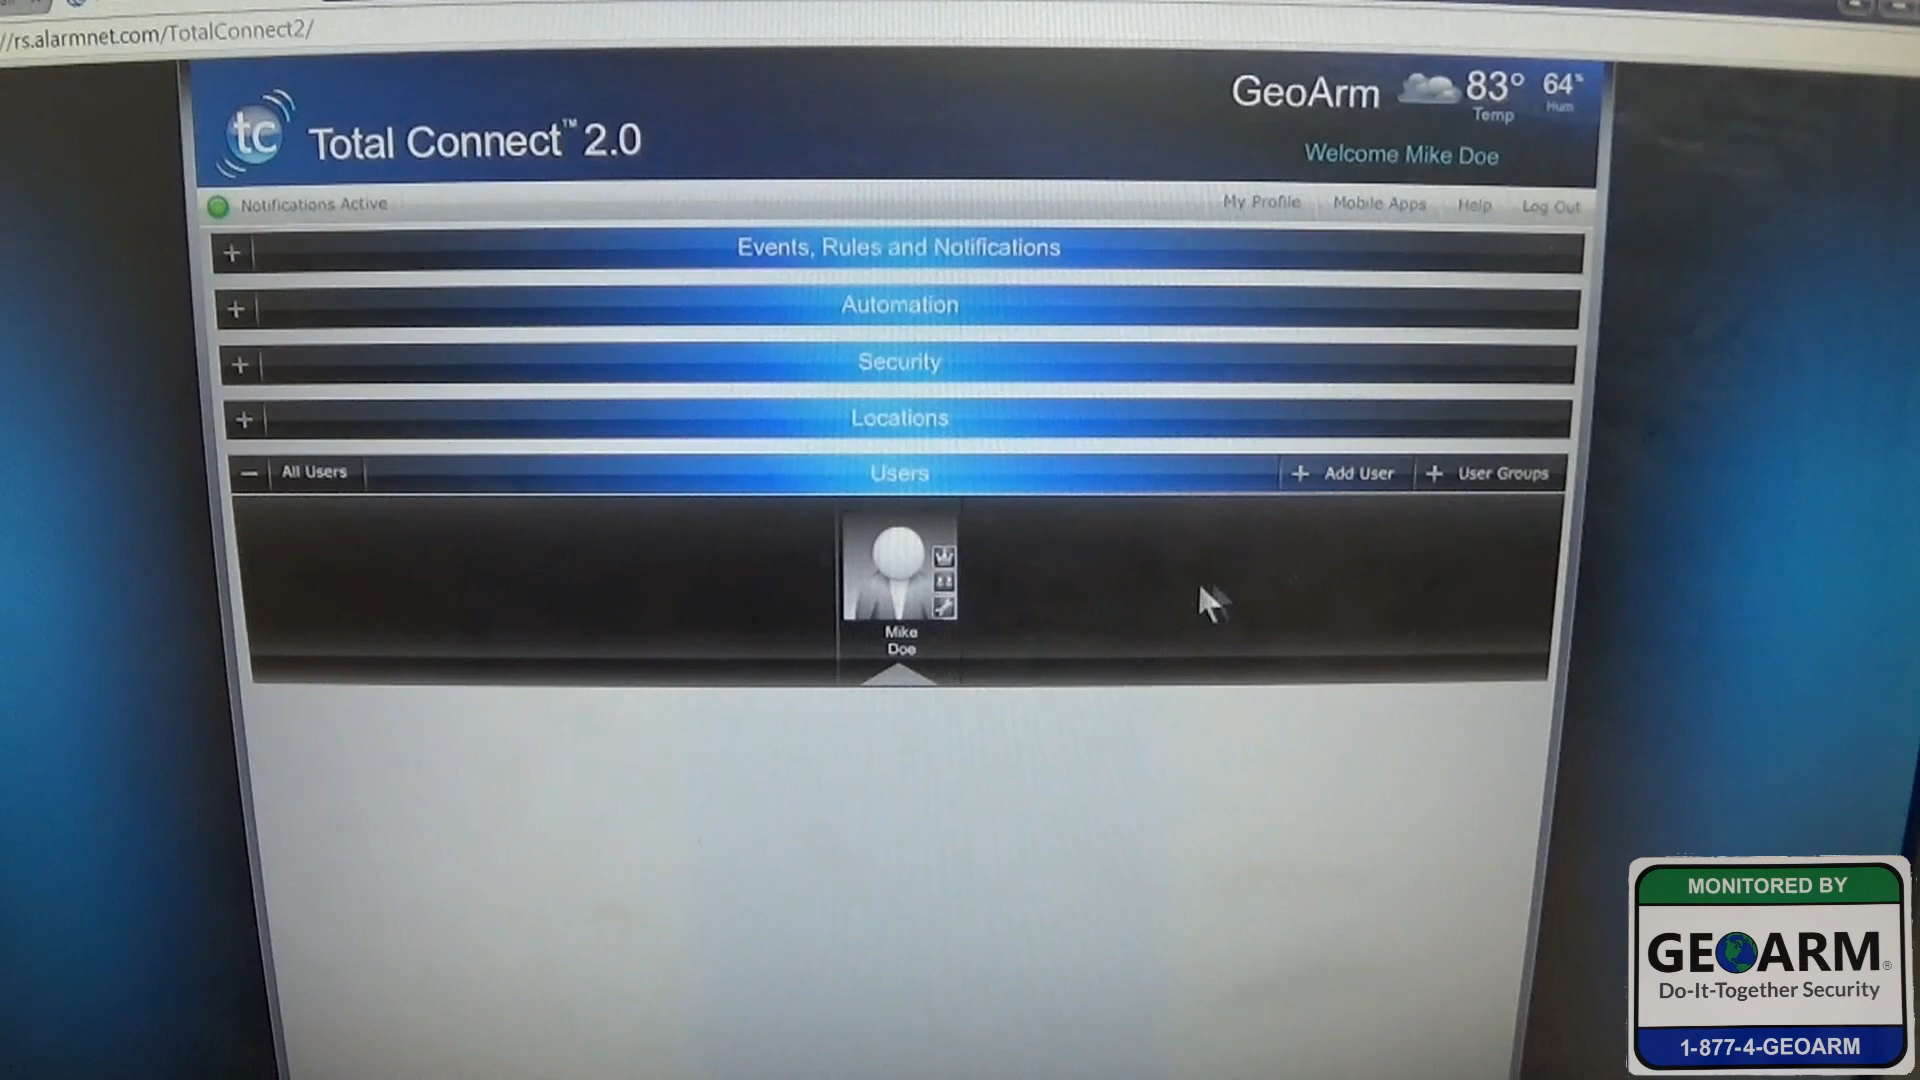 //rs.alarmnet.com/TotalConnect2/
tc Total Connect™ 2.0
GeoArm 83° 64%
Temp Hum
Welcome Mike Doe
Notifications Active
My Profile Mobile Apps Help Log Out
+ Events, Rules and Notifications
+ Automation
+ Security
+ Locations
− All Users Users + Add User + User Groups
Mike
Doe
MONITORED BY
GEOARM®
Do-It-Together Security
1-877-4-GEOARM